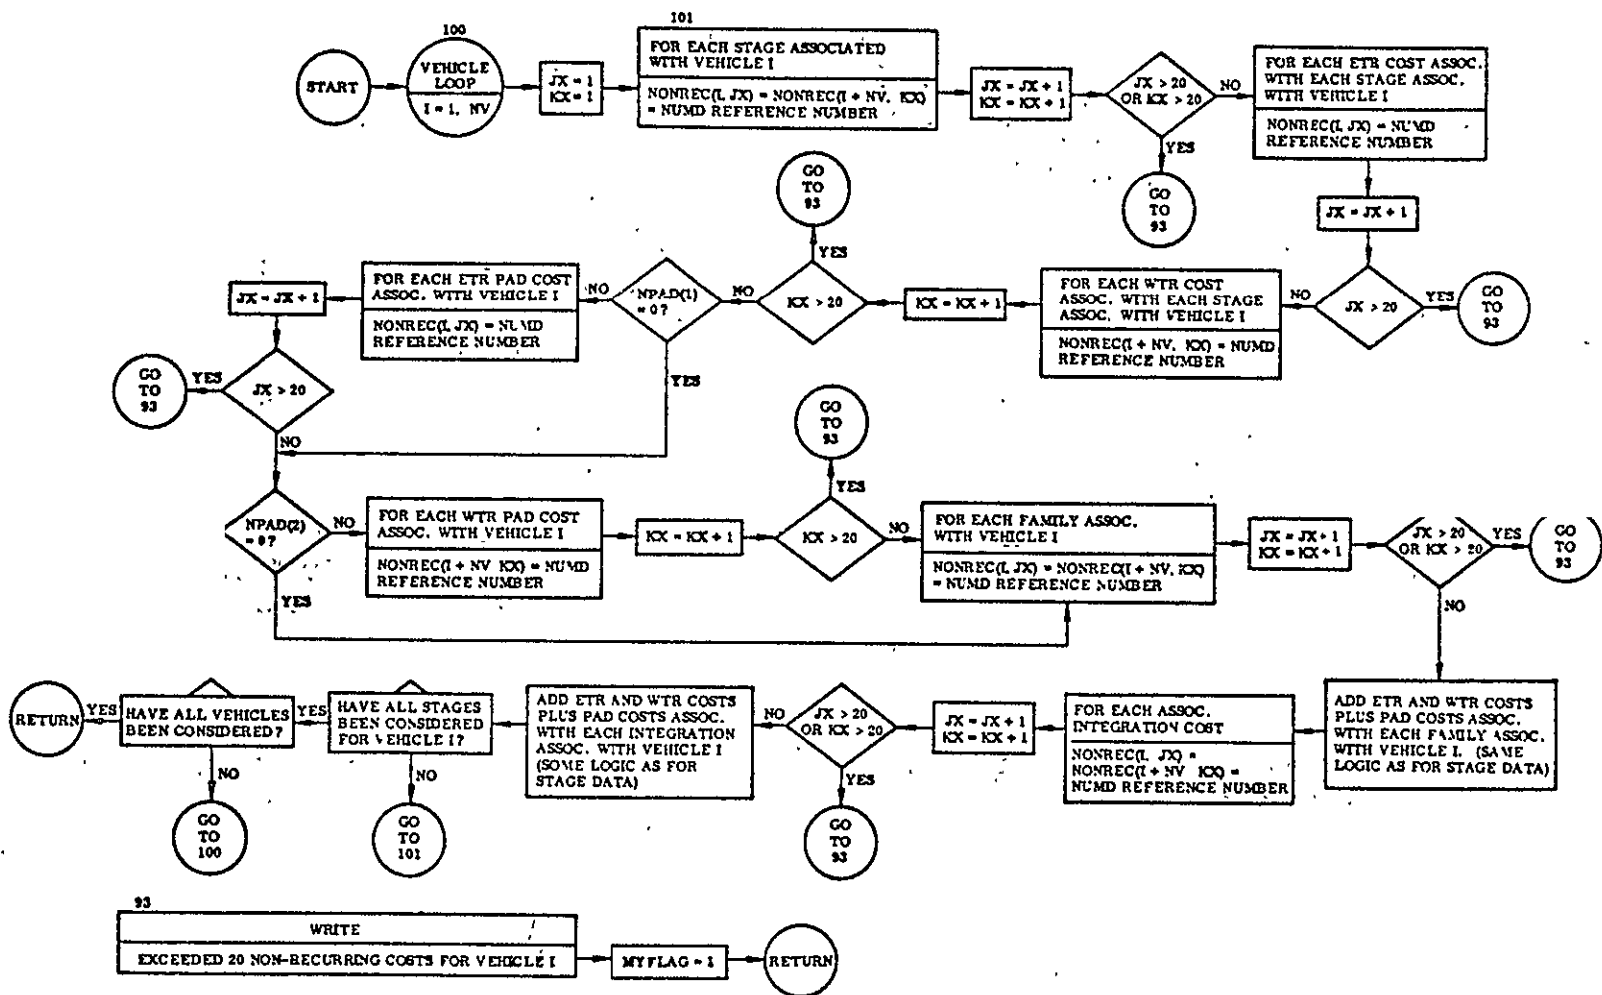 START
100
VEHICLE
LOOP
I = 1, NV
JX = 1
KX = 1
101
FOR EACH STAGE ASSOCIATED
WITH VEHICLE I
NONREC(I, JX) = NONREC(I + NV, KX)
= NUMD REFERENCE NUMBER
JX = JX + 1
KX = KX + 1
JX > 20
OR KX > 20
NO
YES
GO
TO
93
FOR EACH ETR COST ASSOC.
WITH EACH STAGE ASSOC.
WITH VEHICLE I
NONREC(I, JX) = NUMD
REFERENCE NUMBER
JX = JX + 1
JX > 20
YES
GO
TO
93
NO
FOR EACH WTR COST
ASSOC. WITH EACH STAGE
ASSOC. WITH VEHICLE I
NONREC(I + NV, KX) = NUMD
REFERENCE NUMBER
KX = KX + 1
KX > 20
YES
GO
TO
93
NO
NPAD(1)
= 0?
NO
YES
FOR EACH ETR PAD COST
ASSOC. WITH VEHICLE I
NONREC(I, JX) = NUMD
REFERENCE NUMBER
JX = JX + 1
JX > 20
YES
GO
TO
93
NO
NPAD(2)
= 0?
NO
YES
FOR EACH WTR PAD COST
ASSOC. WITH VEHICLE I
NONREC(I + NV KX) = NUMD
REFERENCE NUMBER
KX = KX + 1
KX > 20
YES
GO
TO
93
NO
FOR EACH FAMILY ASSOC.
WITH VEHICLE I
NONREC(I, JX) = NONREC(I + NV, KX)
= NUMD REFERENCE NUMBER
JX = JX + 1
KX = KX + 1
JX > 20
OR KX > 20
YES
GO
TO
93
NO
ADD ETR AND WTR COSTS
PLUS PAD COSTS ASSOC.
WITH EACH FAMILY ASSOC.
WITH VEHICLE I. (SAME
LOGIC AS FOR STAGE DATA)
FOR EACH ASSOC.
INTEGRATION COST
NONREC(I, JX) =
NONREC(I + NV KX) =
NUMD REFERENCE NUMBER
JX = JX + 1
KX = KX + 1
JX > 20
OR KX > 20
YES
GO
TO
93
NO
ADD ETR AND WTR COSTS
PLUS PAD COSTS ASSOC.
WITH EACH INTEGRATION
ASSOC. WITH VEHICLE I
(SOME LOGIC AS FOR
STAGE DATA)
HAVE ALL STAGES
BEEN CONSIDERED
FOR VEHICLE I?
NO
GO
TO
101
YES
HAVE ALL VEHICLES
BEEN CONSIDERED?
NO
GO
TO
100
YES
RETURN
93
WRITE
EXCEEDED 20 NON-RECURRING COSTS FOR VEHICLE I
MYFLAG = 1
RETURN